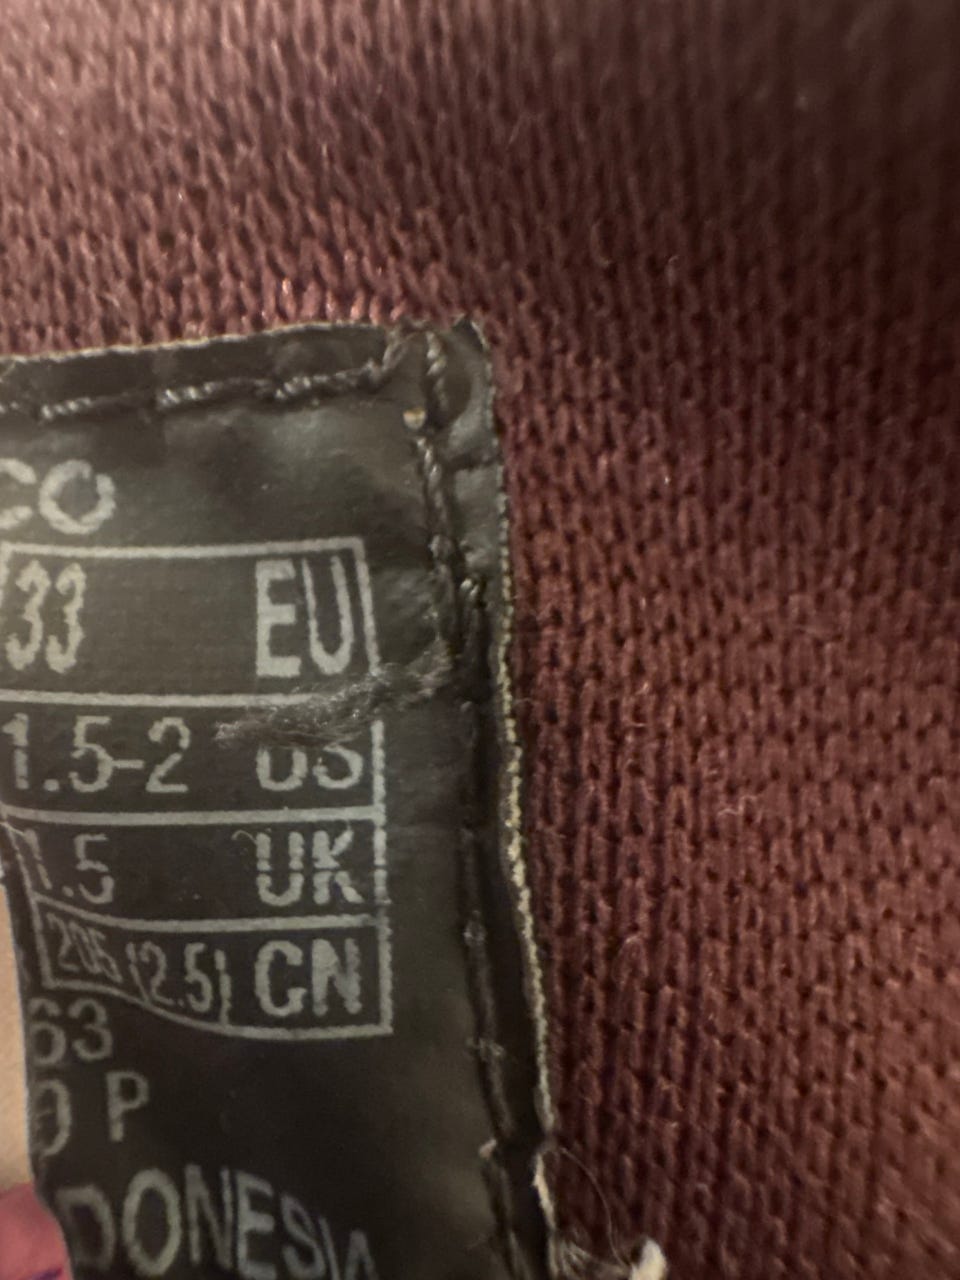 CO
33 EU
1.5-2 US
1.5 UK
205 (2.5) CN
63
P
DONESIA